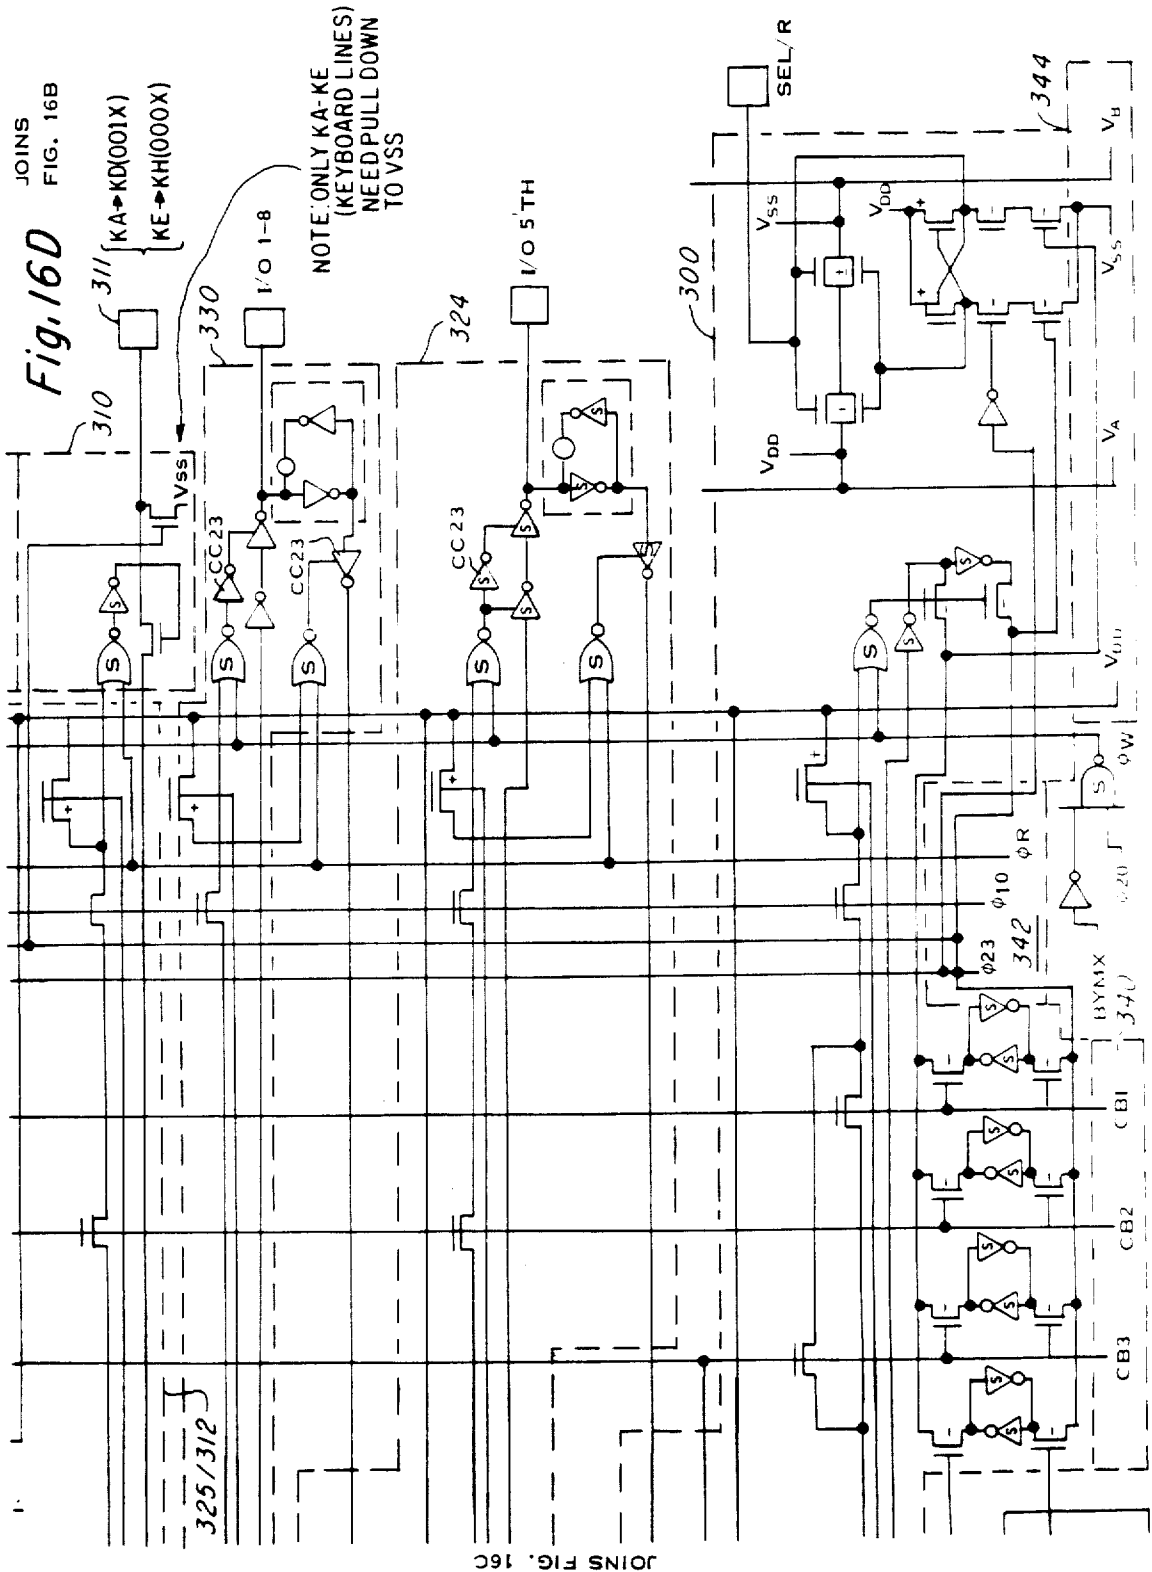 Fig. 16D
JOINS
FIG. 16B
310
311
KA→KD(001X)
KE→KH(000X)
NOTE: ONLY KA-KE
(KEYBOARD LINES)
NEED PULL DOWN
TO VSS
Vss
S
S
330
I/O 1-8
CC23
CC23
S
S
324
I/O 5'TH
CC23
S
S
S
S
S
S
S
S
325/312
300
SEL/R
VSS
VDD
VDD
344
VB
VSS
VA
VDD
S
S
S
S
ΦW
ΦR
Φ10
Φ20
Φ23
342
BYMX
340
S
S
S
S
S
S
S
S
CB1
CB2
CB3
JOINS FIG. 16C